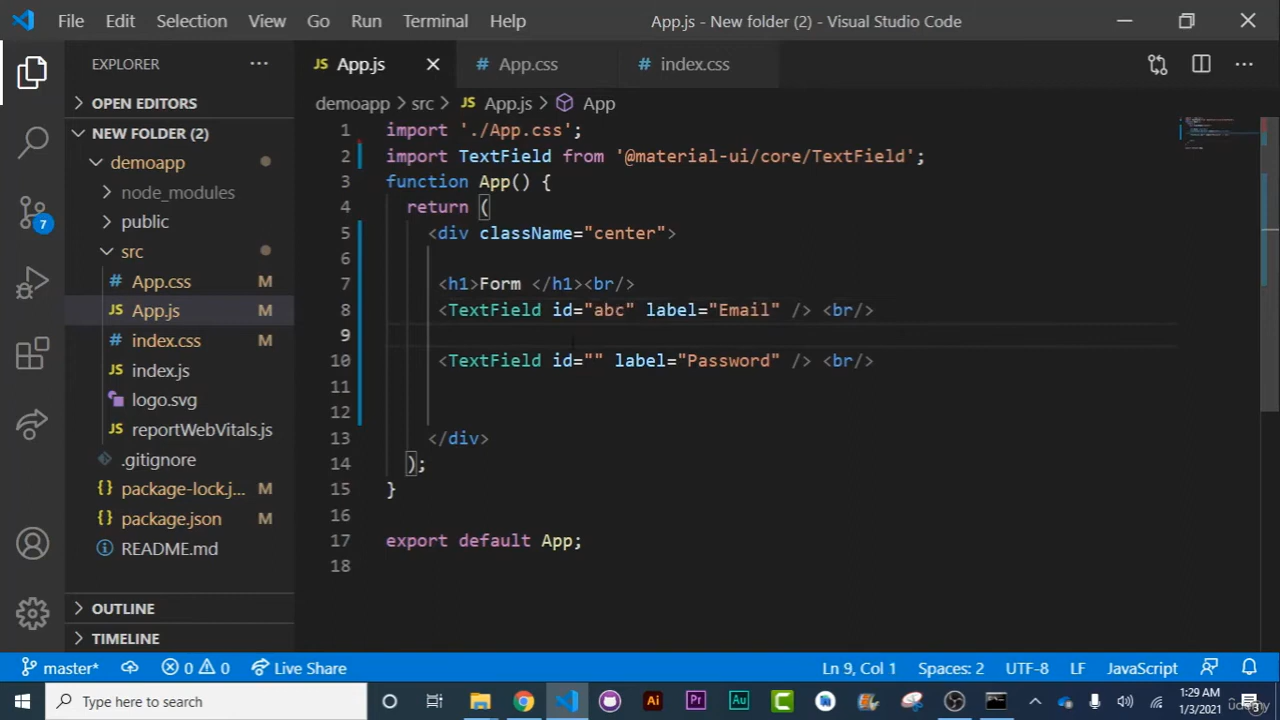 File Edit Selection View Go Run Terminal Help App.js - New folder (2) - Visual Studio Code
EXPLORER
App.js App.css index.css
OPEN EDITORS
NEW FOLDER (2)
demoapp
node_modules
public
src
App.css M
App.js M
index.css M
index.js
logo.svg
reportWebVitals.js
.gitignore
package-lock.j... M
package.json M
README.md
OUTLINE
TIMELINE
7
demoapp > src > App.js > App
1 import './App.css';
2 import TextField from '@material-ui/core/TextField';
3 function App() {
4 return (
5 <div className="center">
6
7 <h1>Form </h1><br/>
8 <TextField id="abc" label="Email" /> <br/>
9
10 <TextField id="" label="Password" /> <br/>
11
12
13 </div>
14 );
15 }
16
17 export default App;
18
master* 0 0 Live Share Ln 9, Col 1 Spaces: 2 UTF-8 LF JavaScript
Type here to search
1:29 AM
1/3/2021
ûdemy